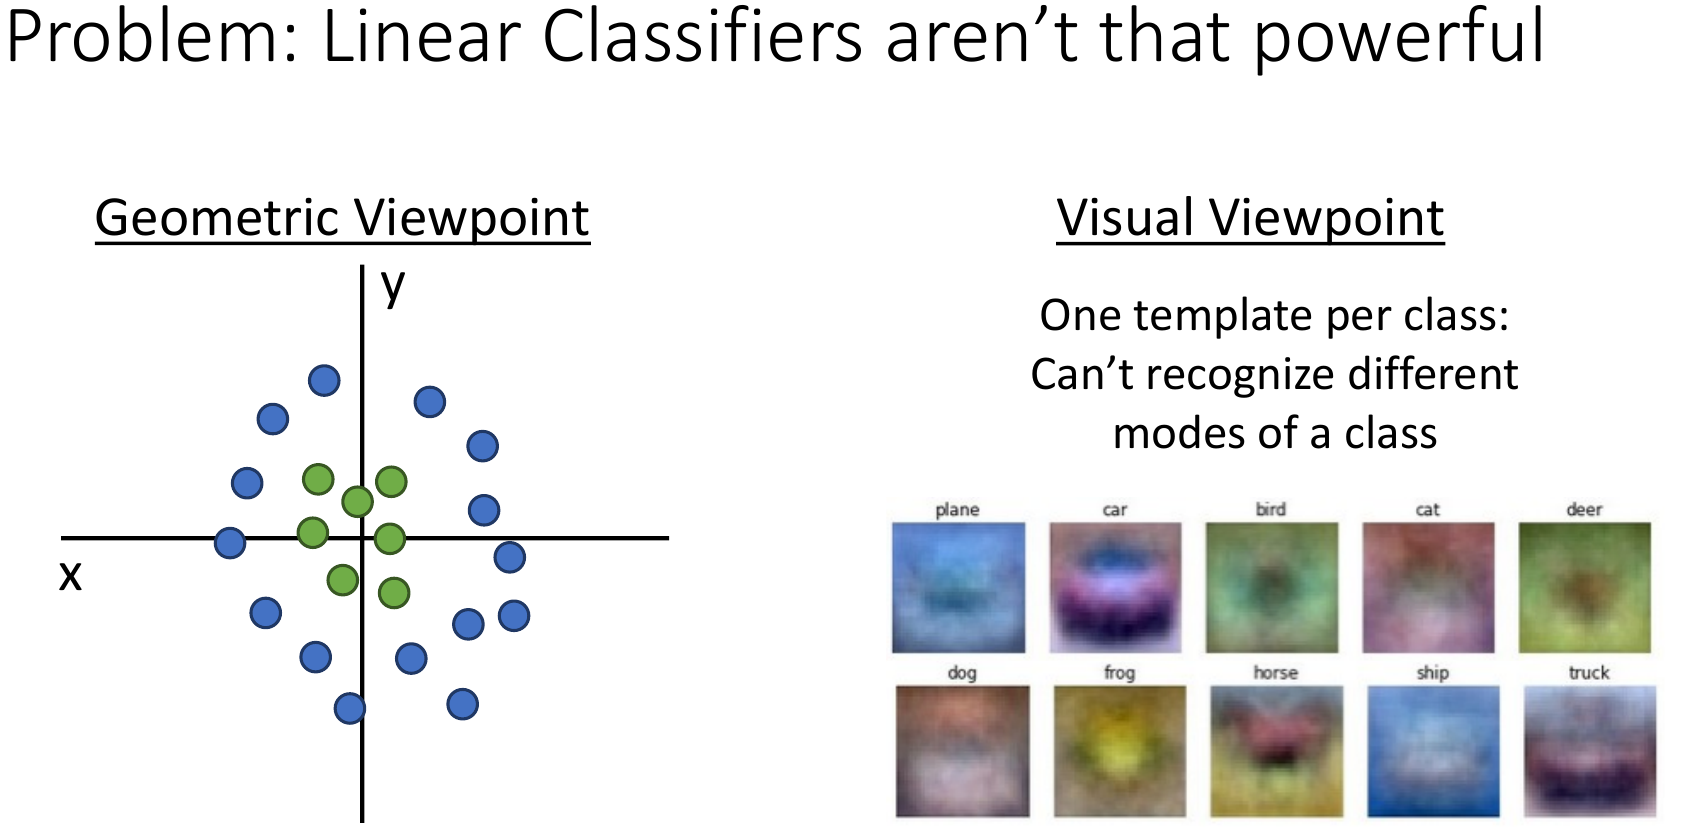 Problem: Linear Classifiers aren’t that powerful
Geometric Viewpoint
y
x
Visual Viewpoint
One template per class:
Can’t recognize different
modes of a class
plane car bird cat deer
dog frog horse ship truck